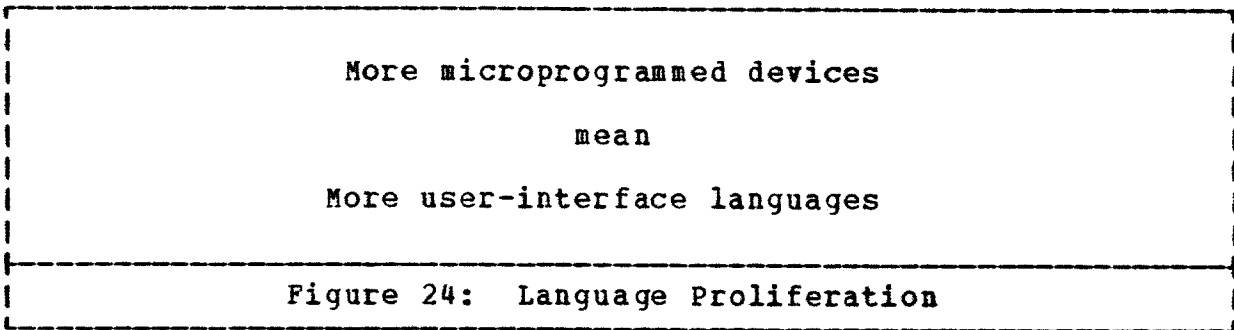 More microprogrammed devices
mean
More user-interface languages
Figure 24: Language Proliferation